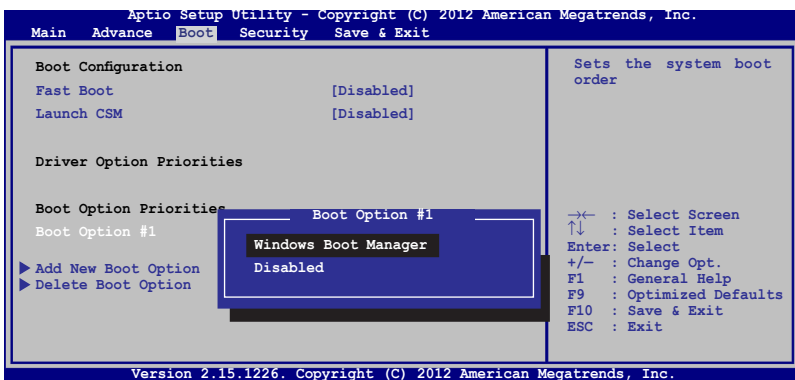 Aptio Setup Utility - Copyright (C) 2012 American Megatrends, Inc.
Main Advance Boot Security Save & Exit
Boot Configuration
Fast Boot [Disabled]
Launch CSM [Disabled]
Driver Option Priorities
Boot Option Priorities
Boot Option #1
Add New Boot Option
Delete Boot Option
Boot Option #1
Windows Boot Manager
Disabled
Sets the system boot
order
→← : Select Screen
↑↓ : Select Item
Enter: Select
+/— : Change Opt.
F1 : General Help
F9 : Optimized Defaults
F10 : Save & Exit
ESC : Exit
Version 2.15.1226. Copyright (C) 2012 American Megatrends, Inc.